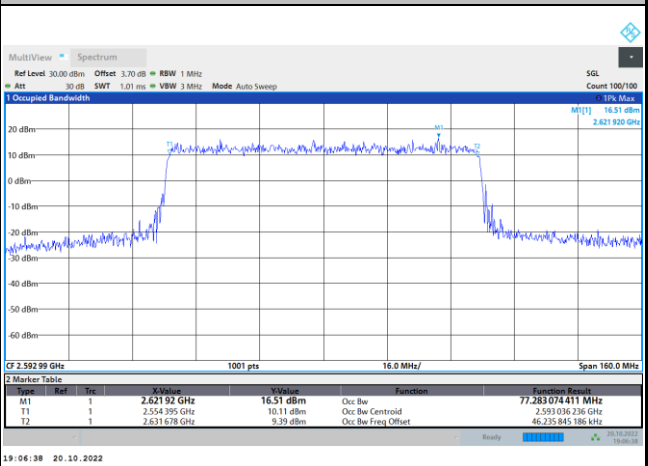 MultiView Spectrum
Ref Level 30.00 dBm Offset 3.70 dB RBW 1 MHz SGL
Att 30 dB SWT 1.01 ms VBW 3 MHz Mode Auto Sweep Count 100/100
1 Occupied Bandwidth 1Pk Max
M1[1] 16.51 dBm
2.621 920 GHz
M1
20 dBm
T1 T2
10 dBm
0 dBm
-10 dBm
-20 dBm
-30 dBm
-40 dBm
-50 dBm
-60 dBm
CF 2.592 99 GHz 1001 pts 16.0 MHz/ Span 160.0 MHz
2 Marker Table
Type Ref Trc X-Value Y-Value Function Function Result
M1 1 2.621 92 GHz 16.51 dBm Occ Bw 77.283 074 411 MHz
T1 1 2.554 395 GHz 10.11 dBm Occ Bw Centroid 2.593 036 236 GHz
T2 1 2.631 678 GHz 9.39 dBm Occ Bw Freq Offset 46.235 845 186 kHz
Ready 20.10.2022
19:06:38
19:06:38 20.10.2022